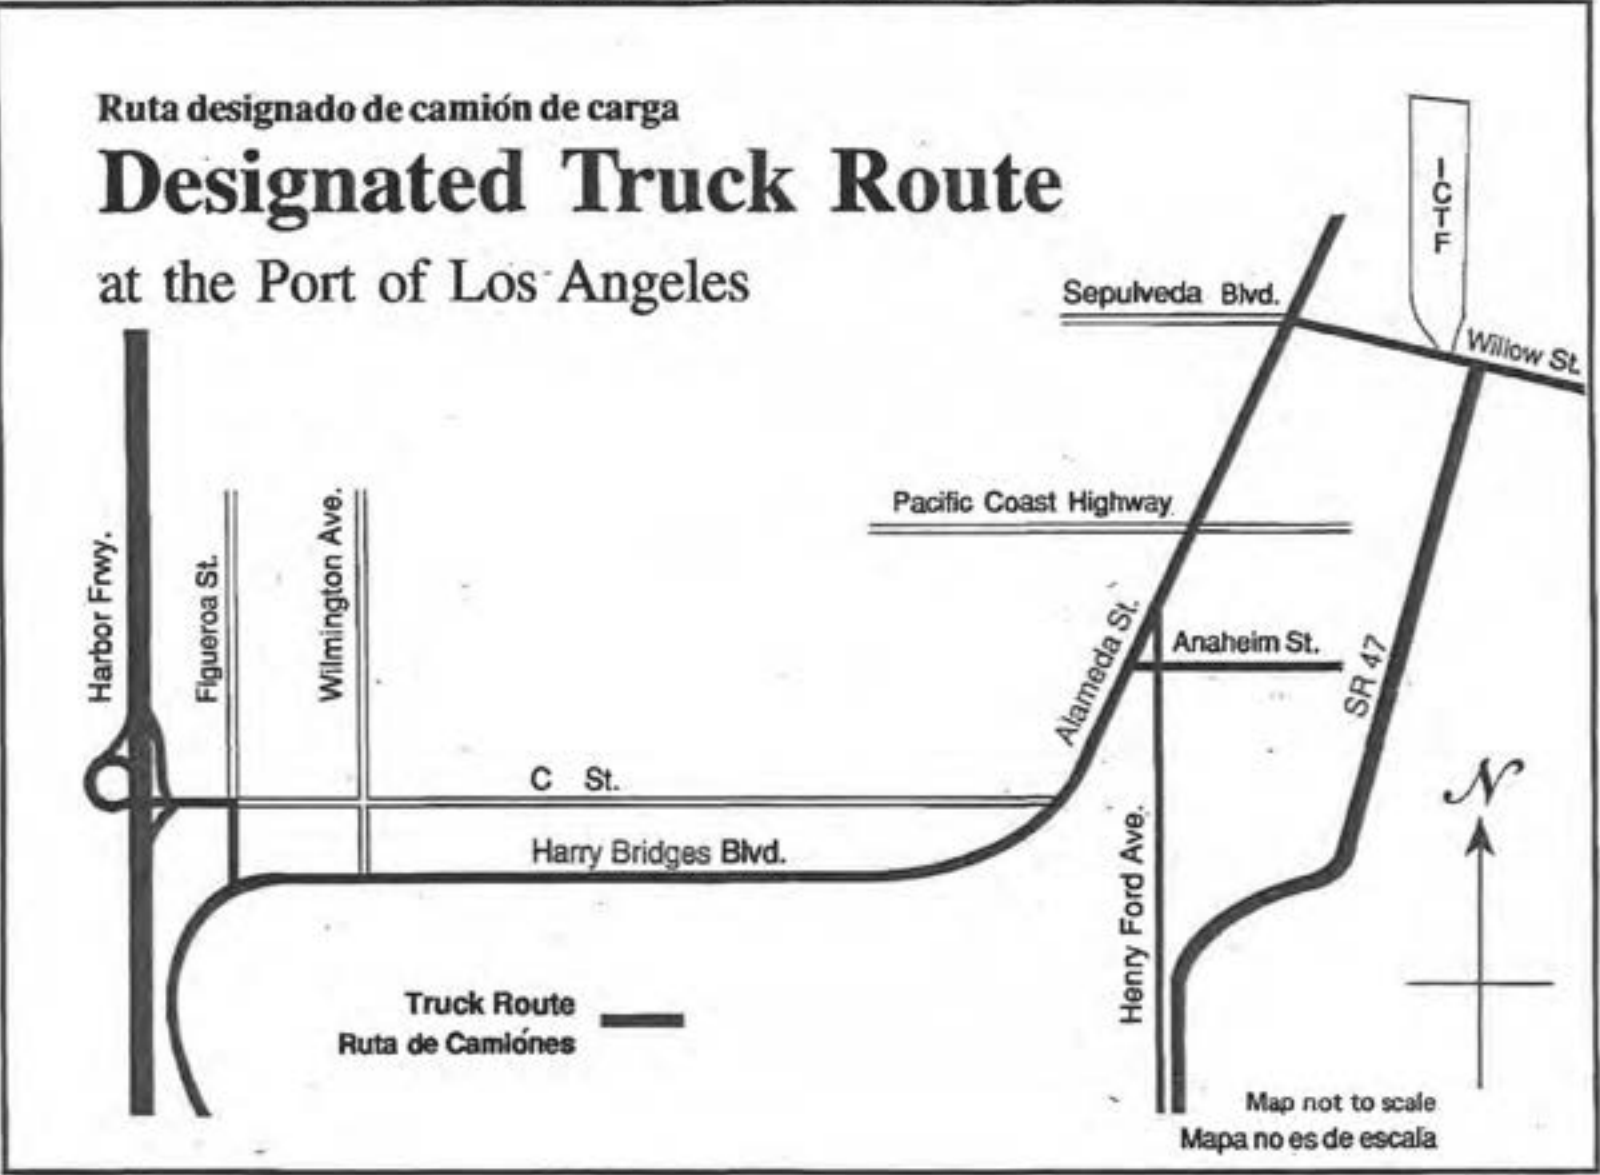 Ruta designado de camión de carga
Designated Truck Route
at the Port of Los Angeles
ICTF
Sepulveda Blvd.
Willow St.
Pacific Coast Highway
Harbor Frwy.
Figueroa St.
Wilmington Ave.
Alameda St.
Anaheim St.
SR 47
C St.
Harry Bridges Blvd.
Henry Ford Ave.
N
Truck Route
Ruta de Camiónes
Map not to scale
Mapa no es de escala